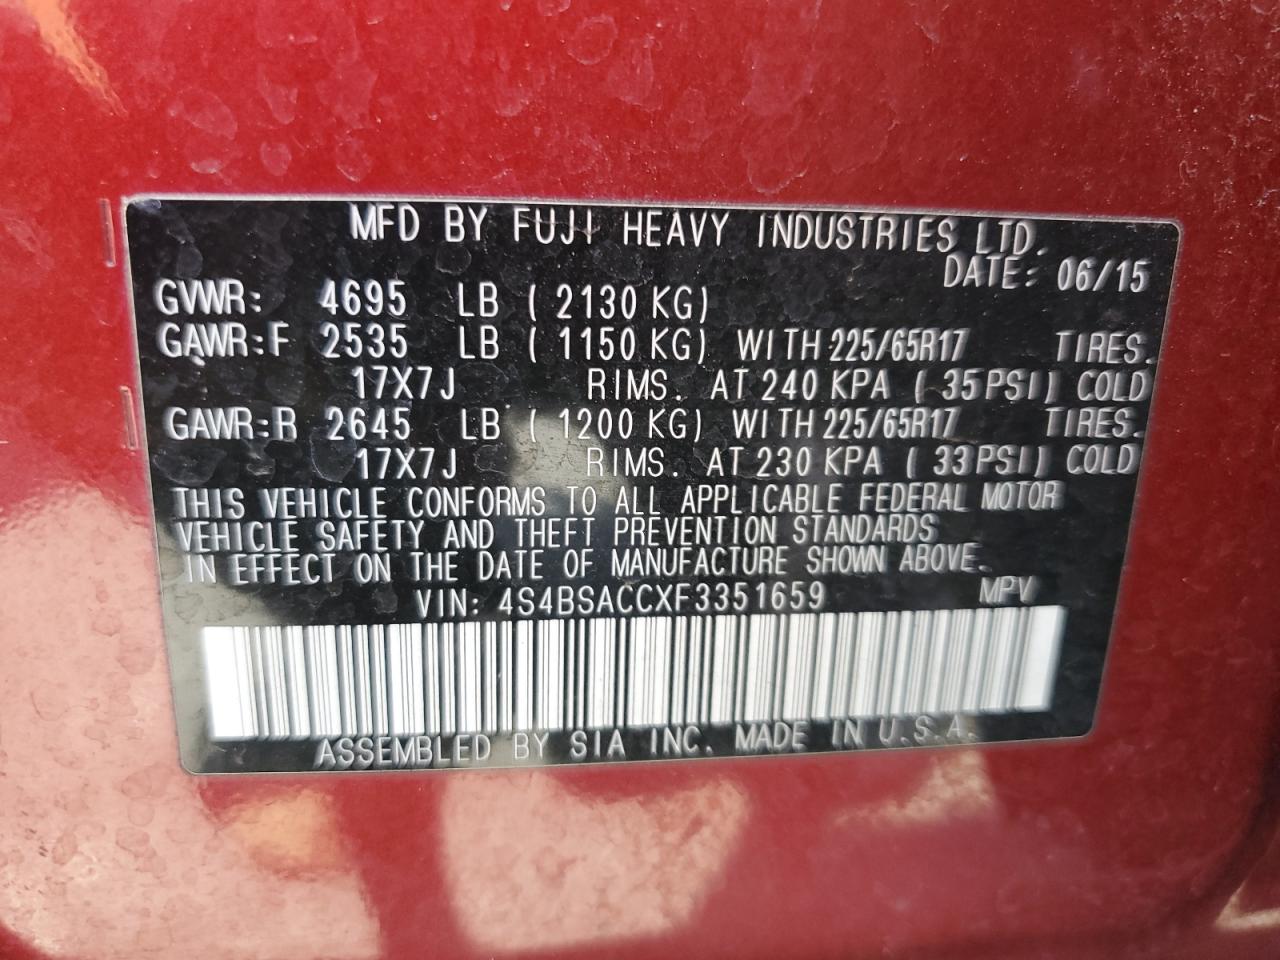 MFD BY FUJI HEAVY INDUSTRIES LTD.
DATE: 06/15
GVWR: 4695 LB ( 2130 KG)
GAWR:F 2535 LB ( 1150 KG) WITH 225/65R17 TIRES.
17X7J RIMS. AT 240 KPA ( 35PSI) COLD
GAWR:R 2645 LB ( 1200 KG) WITH 225/65R17 TIRES.
17X7J RIMS. AT 230 KPA ( 33PSI) COLD
THIS VEHICLE CONFORMS TO ALL APPLICABLE FEDERAL MOTOR
VEHICLE SAFETY AND THEFT PREVENTION STANDARDS
IN EFFECT ON THE DATE OF MANUFACTURE SHOWN ABOVE.
VIN: 4S4BSACCXF3351659 MPV
ASSEMBLED BY SIA INC. MADE IN U.S.A.